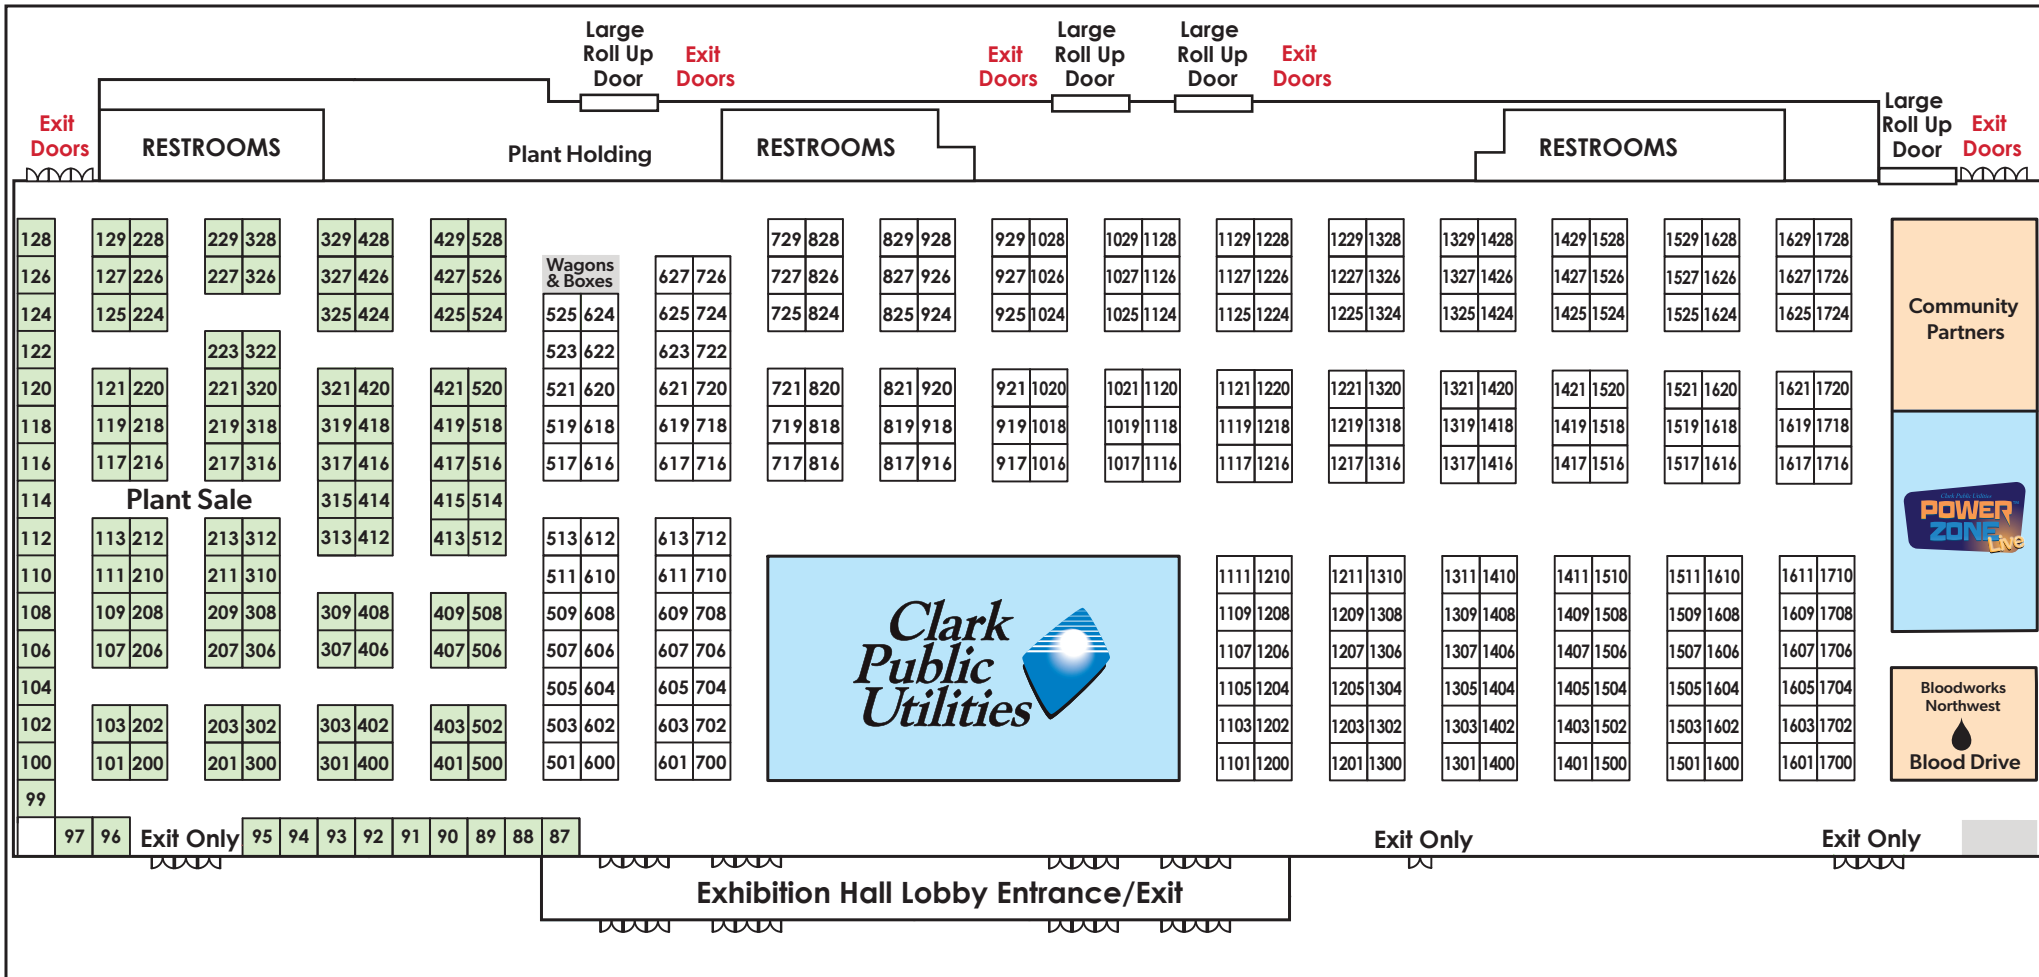 Large
Roll Up
Door
Exit
Doors
Exit
Doors
Large
Roll Up
Door
Large
Roll Up
Door
Exit
Doors
Exit
Doors
RESTROOMS
Plant Holding
RESTROOMS
RESTROOMS
Large
Roll Up
Door
Exit
Doors
128 129 228 229 328 329 428 429 528 729 828 829 928 929 1028 1029 1128 1129 1228 1229 1328 1329 1428 1429 1528 1529 1628 1629 1728
Wagons
& Boxes
126 127 226 227 326 327 426 427 526 627 726 727 826 827 926 927 1026 1027 1126 1127 1226 1227 1326 1327 1426 1427 1526 1527 1626 1627 1726
124 125 224 325 424 425 524 525 624 625 724 725 824 825 924 925 1024 1025 1124 1125 1224 1225 1324 1325 1424 1425 1524 1525 1624 1625 1724
Community
Partners
122 223 322 523 622 623 722
120 121 220 221 320 321 420 421 520 521 620 621 720 721 820 821 920 921 1020 1021 1120 1121 1220 1221 1320 1321 1420 1421 1520 1521 1620 1621 1720
118 119 218 219 318 319 418 419 518 519 618 619 718 719 818 819 918 919 1018 1019 1118 1119 1218 1219 1318 1319 1418 1419 1518 1519 1618 1619 1718
116 117 216 217 316 317 416 417 516 517 616 617 716 717 816 817 916 917 1016 1017 1116 1117 1216 1217 1316 1317 1416 1417 1516 1517 1616 1617 1716
114 Plant Sale 315 414 415 514
Clark Public Utilities
POWER
ZONE
Live
112 113 212 213 312 313 412 413 512 513 612 613 712
110 111 210 211 310 511 610 611 710 1111 1210 1211 1310 1311 1410 1411 1510 1511 1610 1611 1710
108 109 208 209 308 309 408 409 508 509 608 609 708 1109 1208 1209 1308 1309 1408 1409 1508 1509 1608 1609 1708
106 107 206 207 306 307 406 407 506 507 606 607 706 1107 1206 1207 1306 1307 1406 1407 1506 1507 1606 1607 1706
104 505 604 605 704 1105 1204 1205 1304 1305 1404 1405 1504 1505 1604 1605 1704
102 103 202 203 302 303 402 403 502 503 602 603 702 1103 1202 1203 1302 1303 1402 1403 1502 1503 1602 1603 1702
100 101 200 201 300 301 400 401 500 501 600 601 700 1101 1200 1201 1300 1301 1400 1401 1500 1501 1600 1601 1700
Clark
Public
Utilities
Bloodworks
Northwest
Blood Drive
99
97 96 Exit Only 95 94 93 92 91 90 89 88 87 Exit Only Exit Only
Exhibition Hall Lobby Entrance/Exit